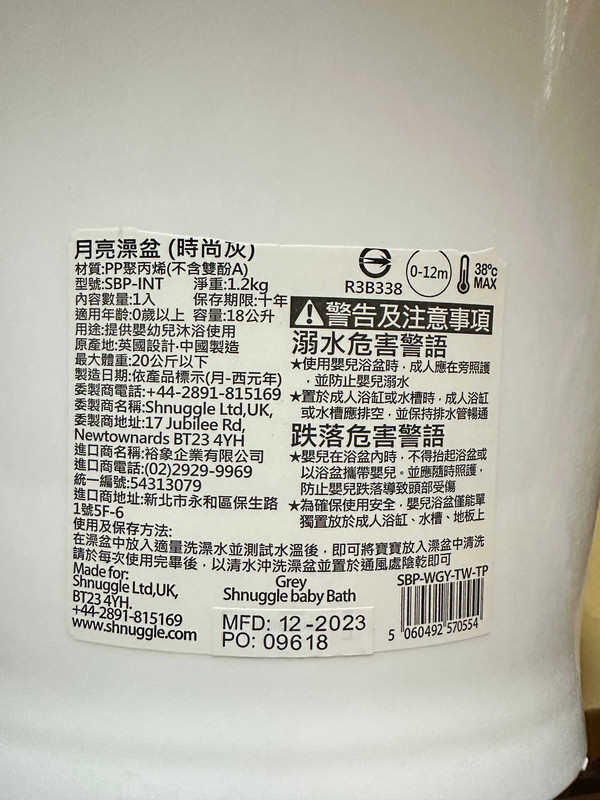 月亮澡盆 (時尚灰)
材質:PP聚丙烯(不含雙酚A)
型號:SBP-INT 淨重:1.2kg
內容數量:1入 保存期限:十年
適用年齡:0歲以上 容量:18公升
用途:提供嬰幼兒沐浴使用
原產地:英國設計·中國製造
最大體重:20公斤以下
製造日期:依產品標示(月-西元年)
委製商電話:+44-2891-815169
委製商名稱:Shnuggle Ltd,UK,
委製商地址:17 Jubilee Rd,
Newtownards BT23 4YH
進口商名稱:裕象企業有限公司
進口商電話:(02)2929-9969
統一編號:54313079
進口商地址:新北市永和區保生路
1號5F-6
R3B338
0-12m
38℃
MAX
警告及注意事項
溺水危害警語
★使用嬰兒浴盆時，成人應在旁照護
，並防止嬰兒溺水
★置於成人浴缸或水槽時，成人浴缸
或水槽應排空，並保持排水管暢通
跌落危害警語
★嬰兒在浴盆內時，不得抬起浴盆或
以浴盆攜帶嬰兒。並應隨時照護，
防止嬰兒跌落導致頭部受傷
★為確保使用安全，嬰兒浴盆僅能單
獨置放於成人浴缸、水槽、地板上
使用及保存方法:
在澡盆中放入適量洗澡水並測試水溫後，即可將寶寶放入澡盆中清洗
請於每次使用完畢後，以清水沖洗澡盆並置於通風處陰乾即可
Made for:
Shnuggle Ltd,UK,
BT23 4YH.
+44-2891-815169
www.shnuggle.com
Grey
Shnuggle baby Bath
MFD: 12-2023
PO: 09618
SBP-WGY-TW-TP
5 060492 570554